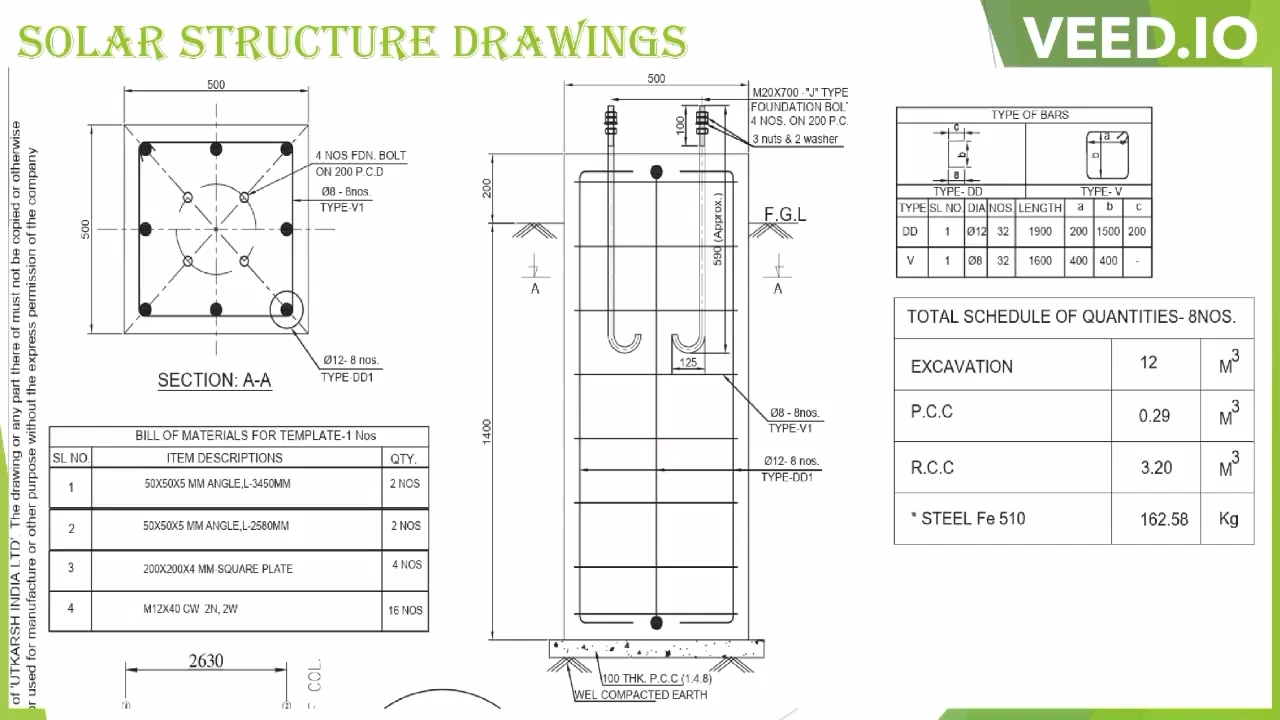 SOLAR STRUCTURE DRAWINGS
VEED.IO
of 'UTKARSH INDIA LTD'. The drawing or any part there of must not be copied or otherwise
used for manufacture or other purpose without the express permission of the company
500
500
4 NOS FDN. BOLT
ON 200 P.C.D
Ø8 - 8nos.
TYPE-V1
Ø12- 8 nos.
TYPE-DD1
SECTION: A-A
BILL OF MATERIALS FOR TEMPLATE-1 Nos
SL NO. ITEM DESCRIPTIONS QTY.
1 50X50X5 MM ANGLE,L-3450MM 2 NOS
2 50X50X5 MM ANGLE,L-2580MM 2 NOS
3 200X200X4 MM-SQUARE PLATE 4 NOS
4 M12X40 CW 2N, 2W 16 NOS
2630
COL.
500
M20X700 -"J" TYPE
FOUNDATION BOLT
4 NOS. ON 200 P.C.
3 nuts & 2 washer
100
200
F.G.L
590 (Approx.)
A
A
125
1400
Ø8 - 8nos.
TYPE-V1
Ø12- 8 nos.
TYPE-DD1
100 THK. P.C.C (1.4.8)
WEL COMPACTED EARTH
TYPE OF BARS
c
b
a
a
b
TYPE- DD TYPE- V
TYPE SL NO. DIA NOS LENGTH a b c
DD 1 Ø12 32 1900 200 1500 200
V 1 Ø8 32 1600 400 400 -
TOTAL SCHEDULE OF QUANTITIES- 8NOS.
EXCAVATION 12 M3
P.C.C 0.29 M3
R.C.C 3.20 M3
* STEEL Fe 510 162.58 Kg